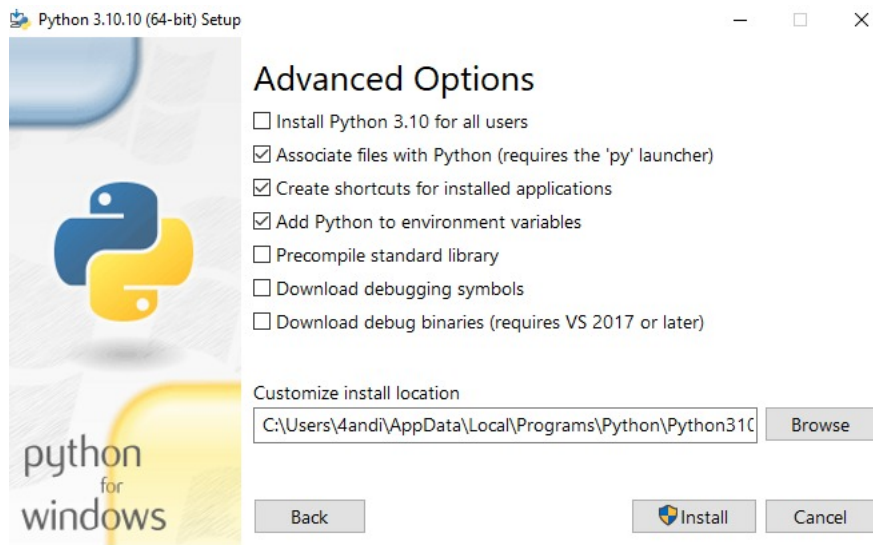 Python 3.10.10 (64-bit) Setup
Advanced Options
Install Python 3.10 for all users
Associate files with Python (requires the 'py' launcher)
Create shortcuts for installed applications
Add Python to environment variables
Precompile standard library
Download debugging symbols
Download debug binaries (requires VS 2017 or later)
Customize install location
C:\Users\4andi\AppData\Local\Programs\Python\Python310
Browse
python
for
windows
Back
Install
Cancel